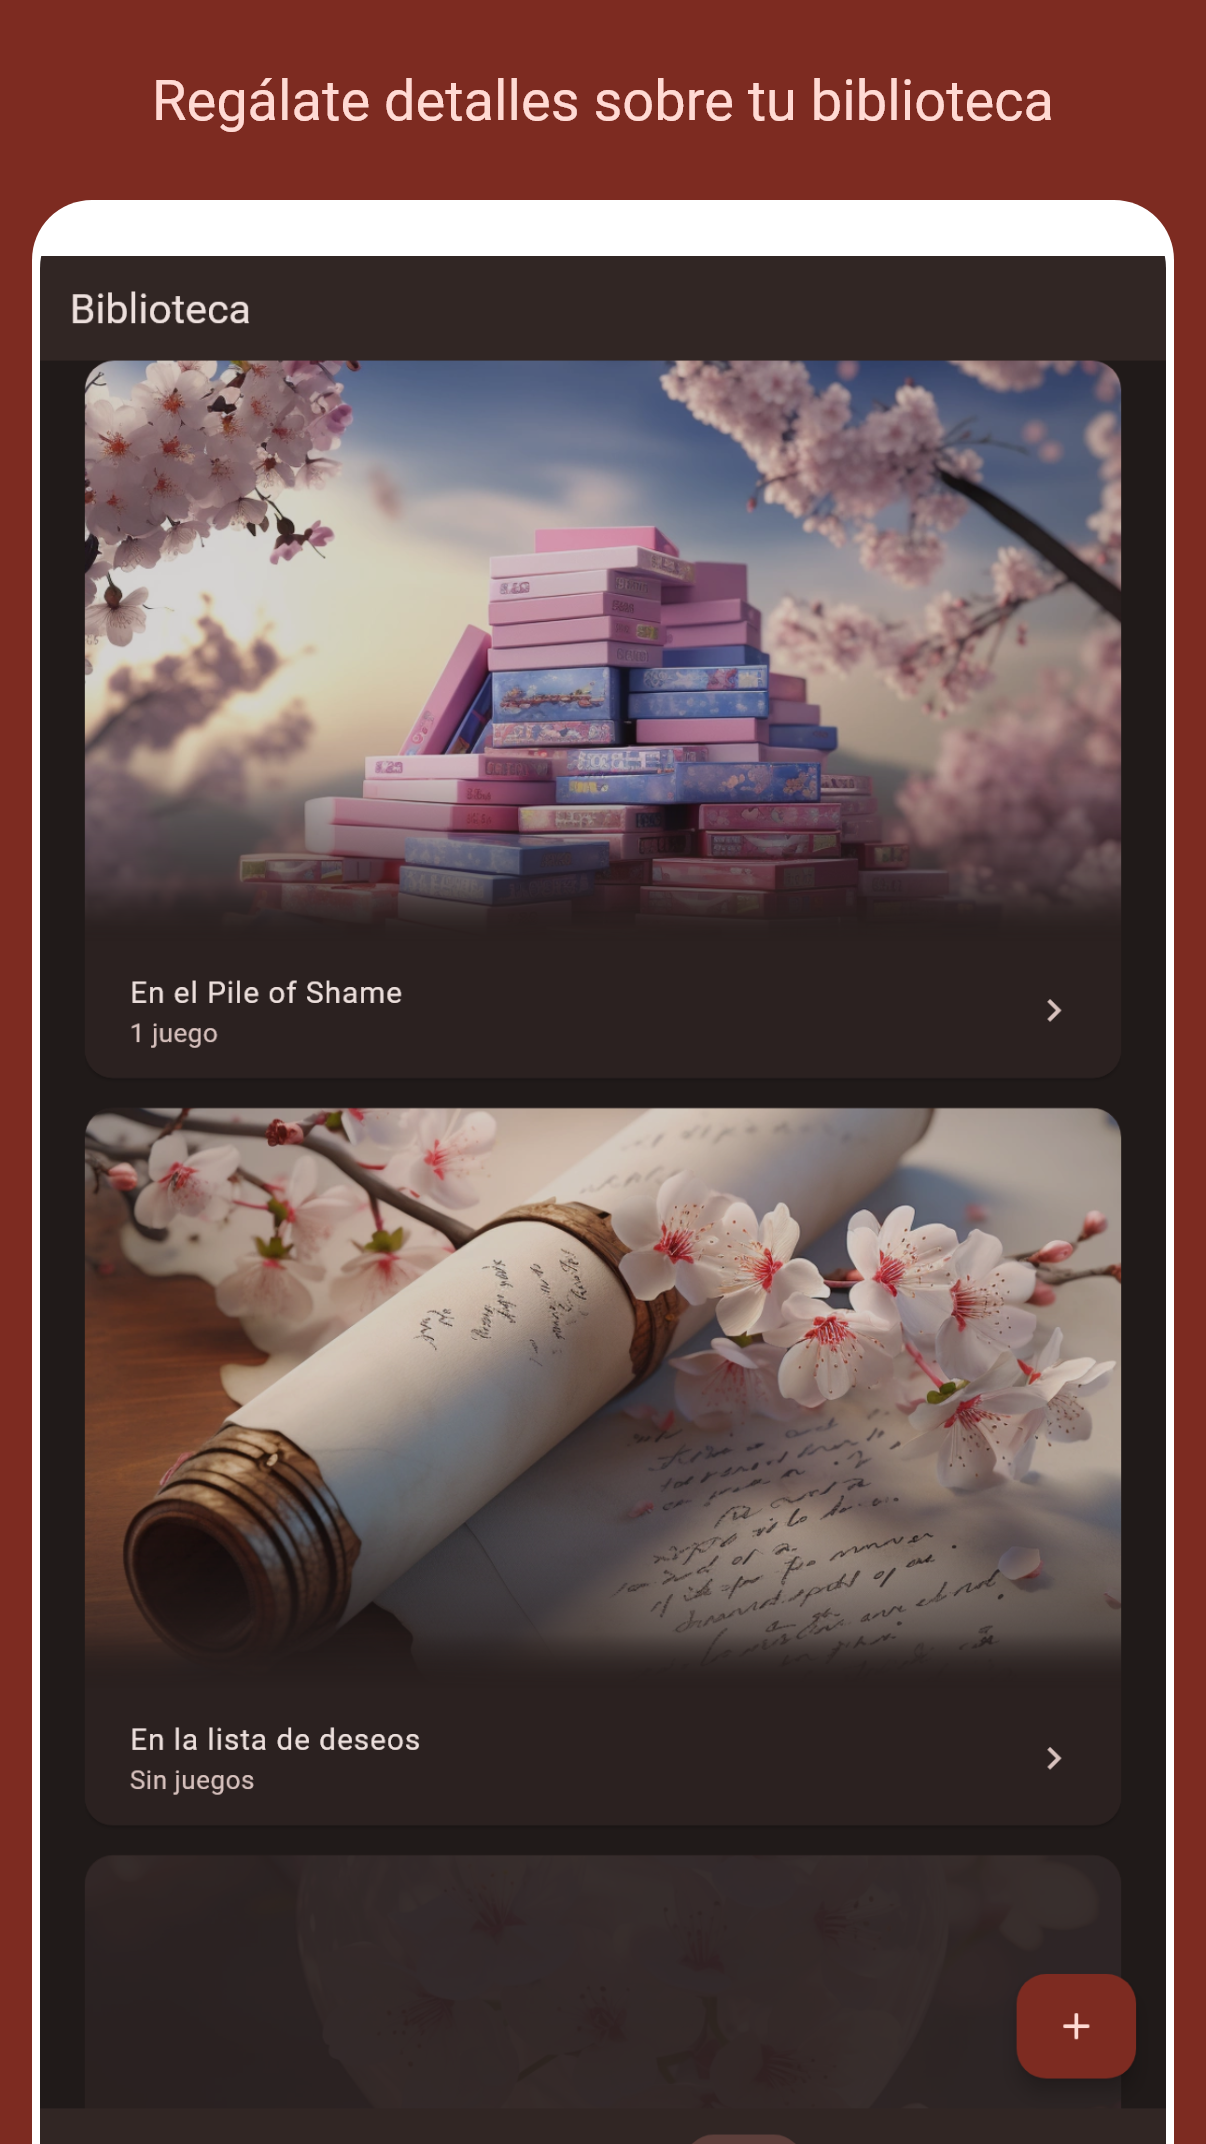 Regálate detalles sobre tu biblioteca
Biblioteca
En el Pile of Shame
1 juego
En la lista de deseos
Sin juegos